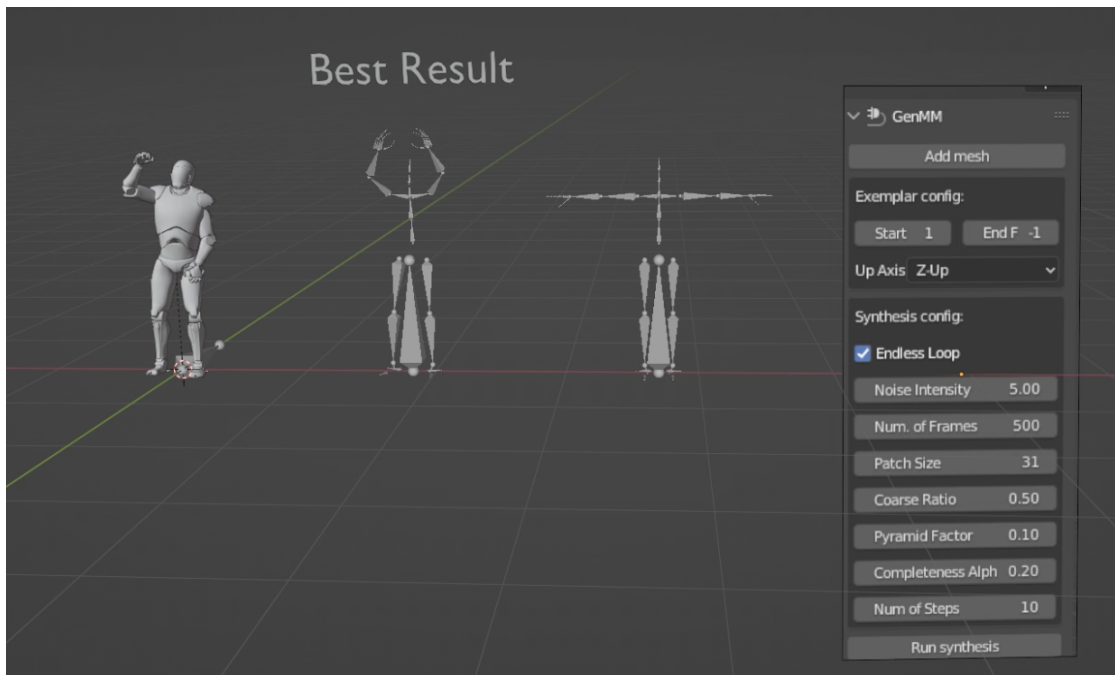 Best Result
GenMM
Add mesh
Exemplar config:
Start 1 End F -1
Up Axis Z-Up
Synthesis config:
Endless Loop
Noise Intensity 5.00
Num. of Frames 500
Patch Size 31
Coarse Ratio 0.50
Pyramid Factor 0.10
Completeness Alph 0.20
Num of Steps 10
Run synthesis